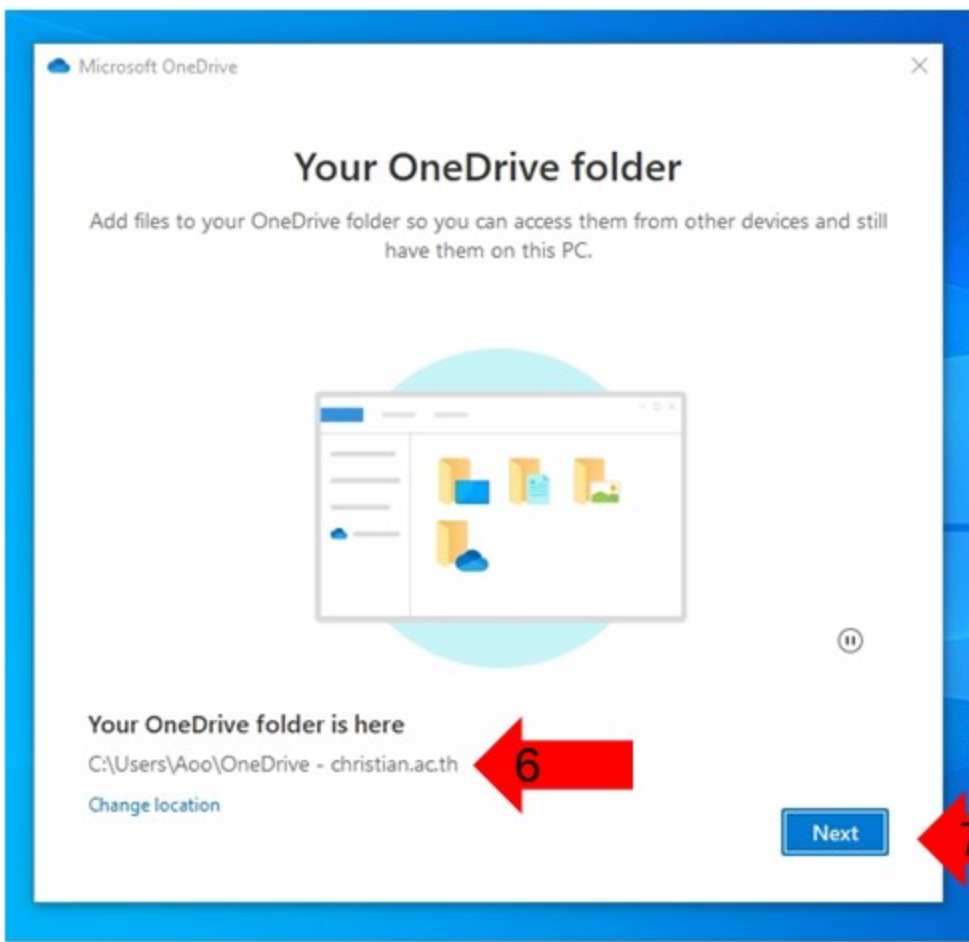 Microsoft OneDrive
Your OneDrive folder
Add files to your OneDrive folder so you can access them from other devices and still
have them on this PC.
Your OneDrive folder is here
C:\Users\Aoo\OneDrive - christian.ac.th
6
Change location
Next
7